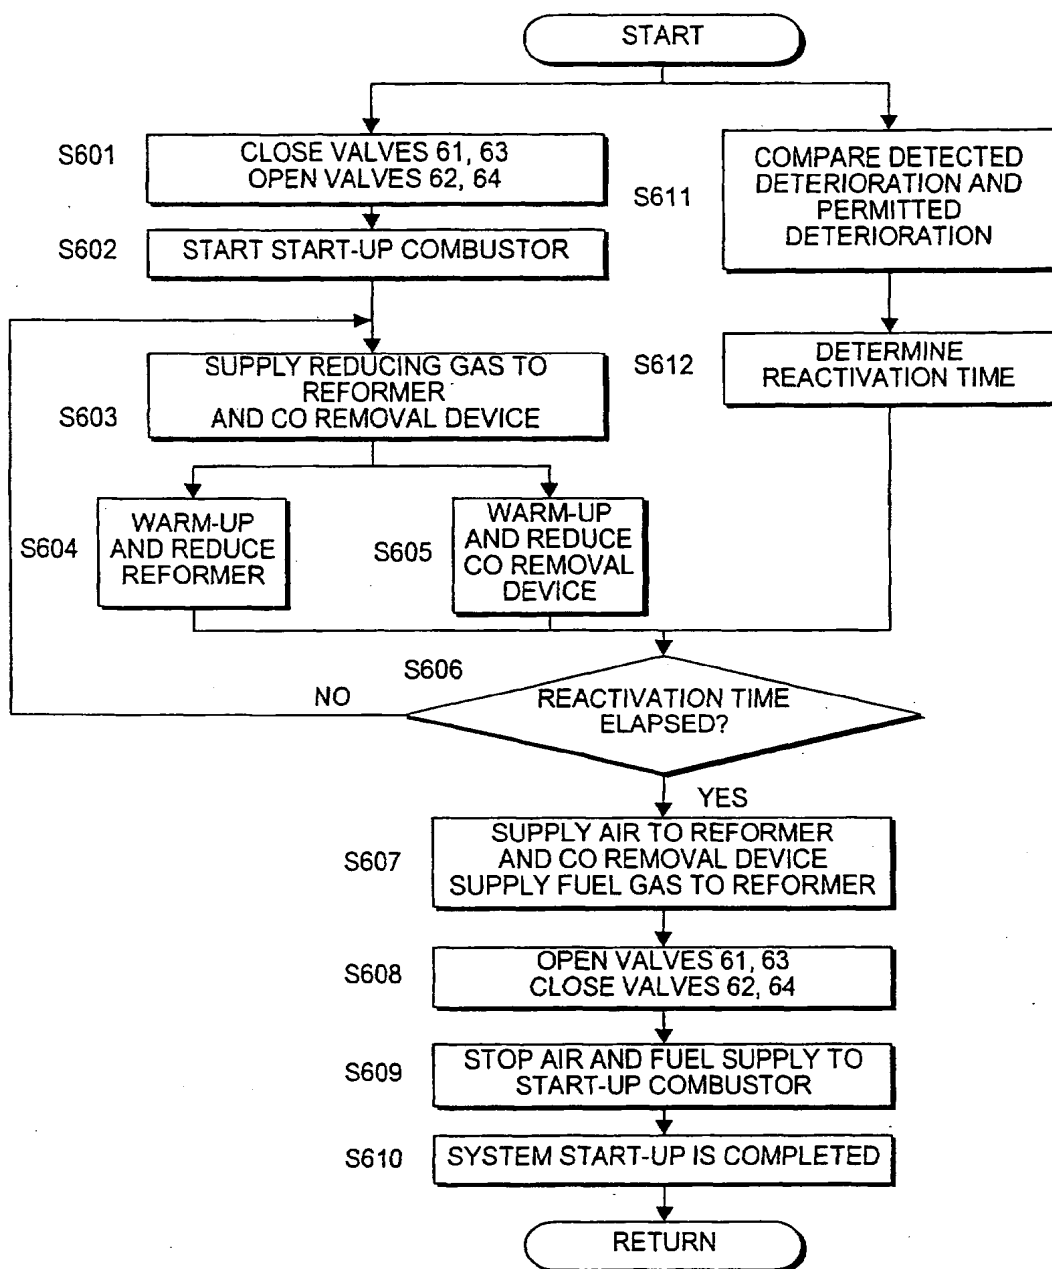 START
S601
CLOSE VALVES 61, 63
OPEN VALVES 62, 64
S602
START START-UP COMBUSTOR
S611
COMPARE DETECTED
DETERIORATION AND
PERMITTED
DETERIORATION
S612
DETERMINE
REACTIVATION TIME
S603
SUPPLY REDUCING GAS TO
REFORMER
AND CO REMOVAL DEVICE
S604
WARM-UP
AND REDUCE
REFORMER
S605
WARM-UP
AND REDUCE
CO REMOVAL
DEVICE
S606
REACTIVATION TIME
ELAPSED?
NO
YES
S607
SUPPLY AIR TO REFORMER
AND CO REMOVAL DEVICE
SUPPLY FUEL GAS TO REFORMER
S608
OPEN VALVES 61, 63
CLOSE VALVES 62, 64
S609
STOP AIR AND FUEL SUPPLY TO
START-UP COMBUSTOR
S610
SYSTEM START-UP IS COMPLETED
RETURN